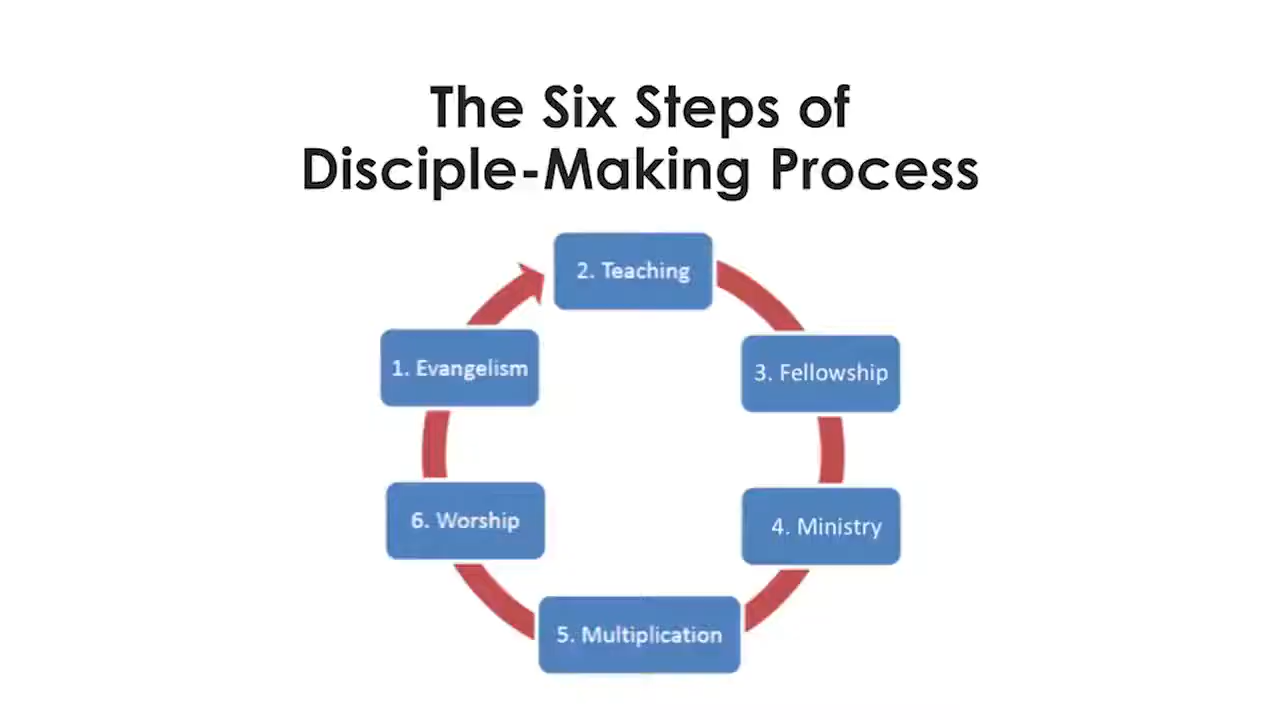 The Six Steps of
Disciple-Making Process
1. Evangelism
2. Teaching
3. Fellowship
4. Ministry
5. Multiplication
6. Worship